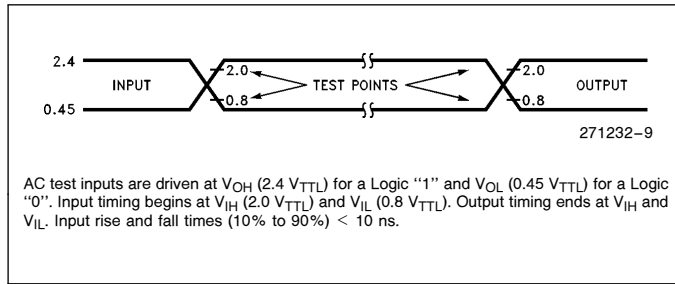 2.4
INPUT
2.0
TEST POINTS
2.0
OUTPUT
0.45
0.8
0.8
271232-9
AC test inputs are driven at VOH (2.4 VTTL) for a Logic ‘‘1’’ and VOL (0.45 VTTL) for a Logic
‘‘0’’. Input timing begins at VIH (2.0 VTTL) and VIL (0.8 VTTL). Output timing ends at VIH and
VIL. Input rise and fall times (10% to 90%) < 10 ns.